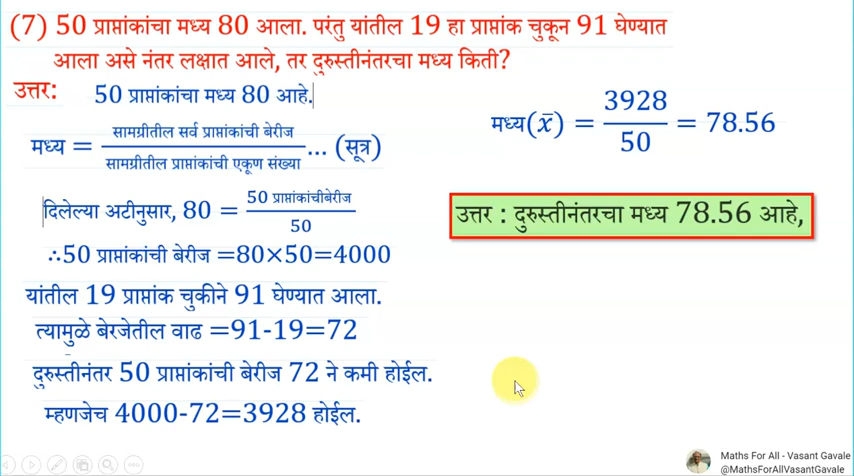 (7) 50 प्राप्तांकांचा मध्य 80 आला. परंतु यांतील 19 हा प्राप्तांक चुकून 91 घेण्यात
आला असे नंतर लक्षात आले, तर दुरुस्तीनंतरचा मध्य किती?
उत्तर:
50 प्राप्तांकांचा मध्य 80 आहे.
मध्य = सामग्रीतील सर्व प्राप्तांकांची बेरीज / सामग्रीतील प्राप्तांकांची एकूण संख्या ... (सूत्र)
दिलेल्या अटीनुसार, 80 = 50 प्राप्तांकांचीबेरीज / 50
∴50 प्राप्तांकांची बेरीज =80×50=4000
यांतील 19 प्राप्तांक चुकीने 91 घेण्यात आला.
त्यामुळे बेरजेतील वाढ =91-19=72
दुरुस्तीनंतर 50 प्राप्तांकांची बेरीज 72 ने कमी होईल.
म्हणजेच 4000-72=3928 होईल.
मध्य(x̄) = 3928 / 50 = 78.56
उत्तर : दुरुस्तीनंतरचा मध्य 78.56 आहे,
Maths For All - Vasant Gavale
@MathsForAllVasantGavale